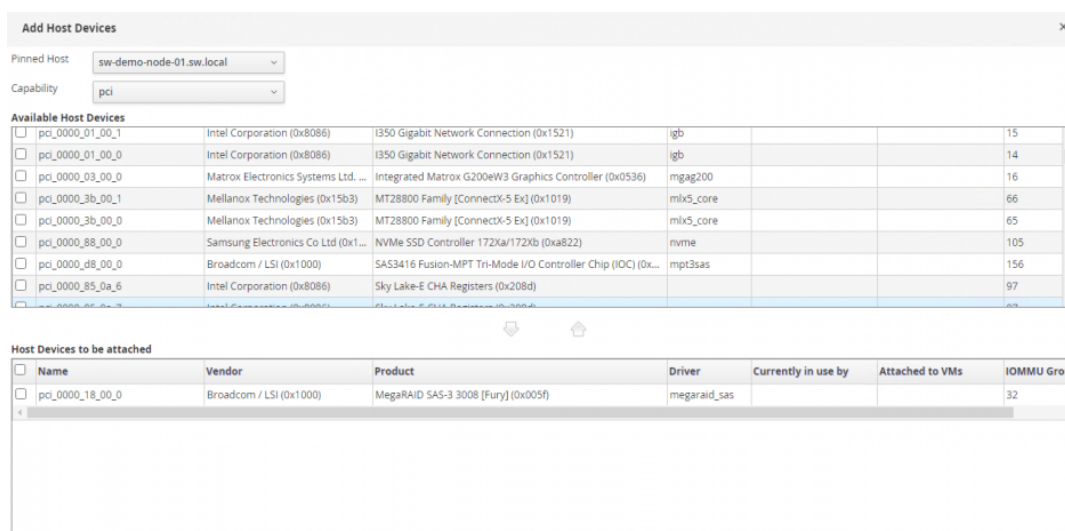 Add Host Devices
Pinned Host sw-demo-node-01.sw.local
Capability pci
Available Host Devices
pci_0000_01_00_1 Intel Corporation (0x8086) I350 Gigabit Network Connection (0x1521) igb 15
pci_0000_01_00_0 Intel Corporation (0x8086) I350 Gigabit Network Connection (0x1521) igb 14
pci_0000_03_00_0 Matrox Electronics Systems Ltd. ... Integrated Matrox G200eW3 Graphics Controller (0x0536) mgag200 16
pci_0000_3b_00_1 Mellanox Technologies (0x15b3) MT28800 Family [ConnectX-5 Ex] (0x1019) mlx5_core 66
pci_0000_3b_00_0 Mellanox Technologies (0x15b3) MT28800 Family [ConnectX-5 Ex] (0x1019) mlx5_core 65
pci_0000_88_00_0 Samsung Electronics Co Ltd (0x1... NVMe SSD Controller 172Xa/172Xb (0xa822) nvme 105
pci_0000_d8_00_0 Broadcom / LSI (0x1000) SAS3416 Fusion-MPT Tri-Mode I/O Controller Chip (IOC) (0x... mpt3sas 156
pci_0000_85_0a_6 Intel Corporation (0x8086) Sky Lake-E CHA Registers (0x208d) 97
Host Devices to be attached
Name Vendor Product Driver Currently in use by Attached to VMs IOMMU Gro
pci_0000_18_00_0 Broadcom / LSI (0x1000) MegaRAID SAS-3 3008 [Fury] (0x005f) megaraid_sas 32